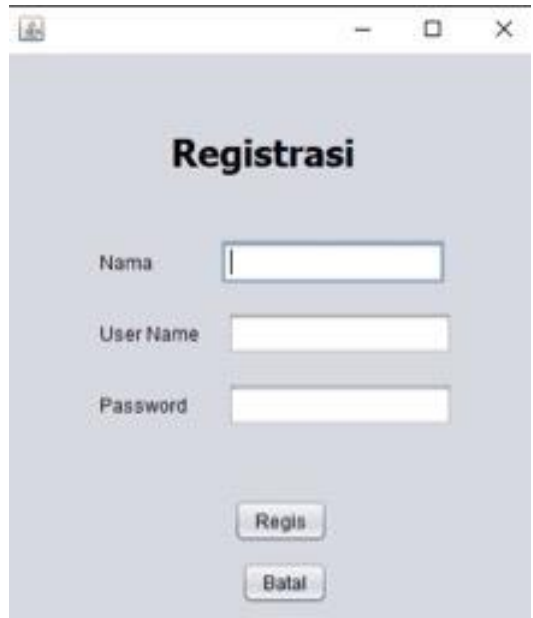 Registrasi
Nama
User Name
Password
Regis
Batal